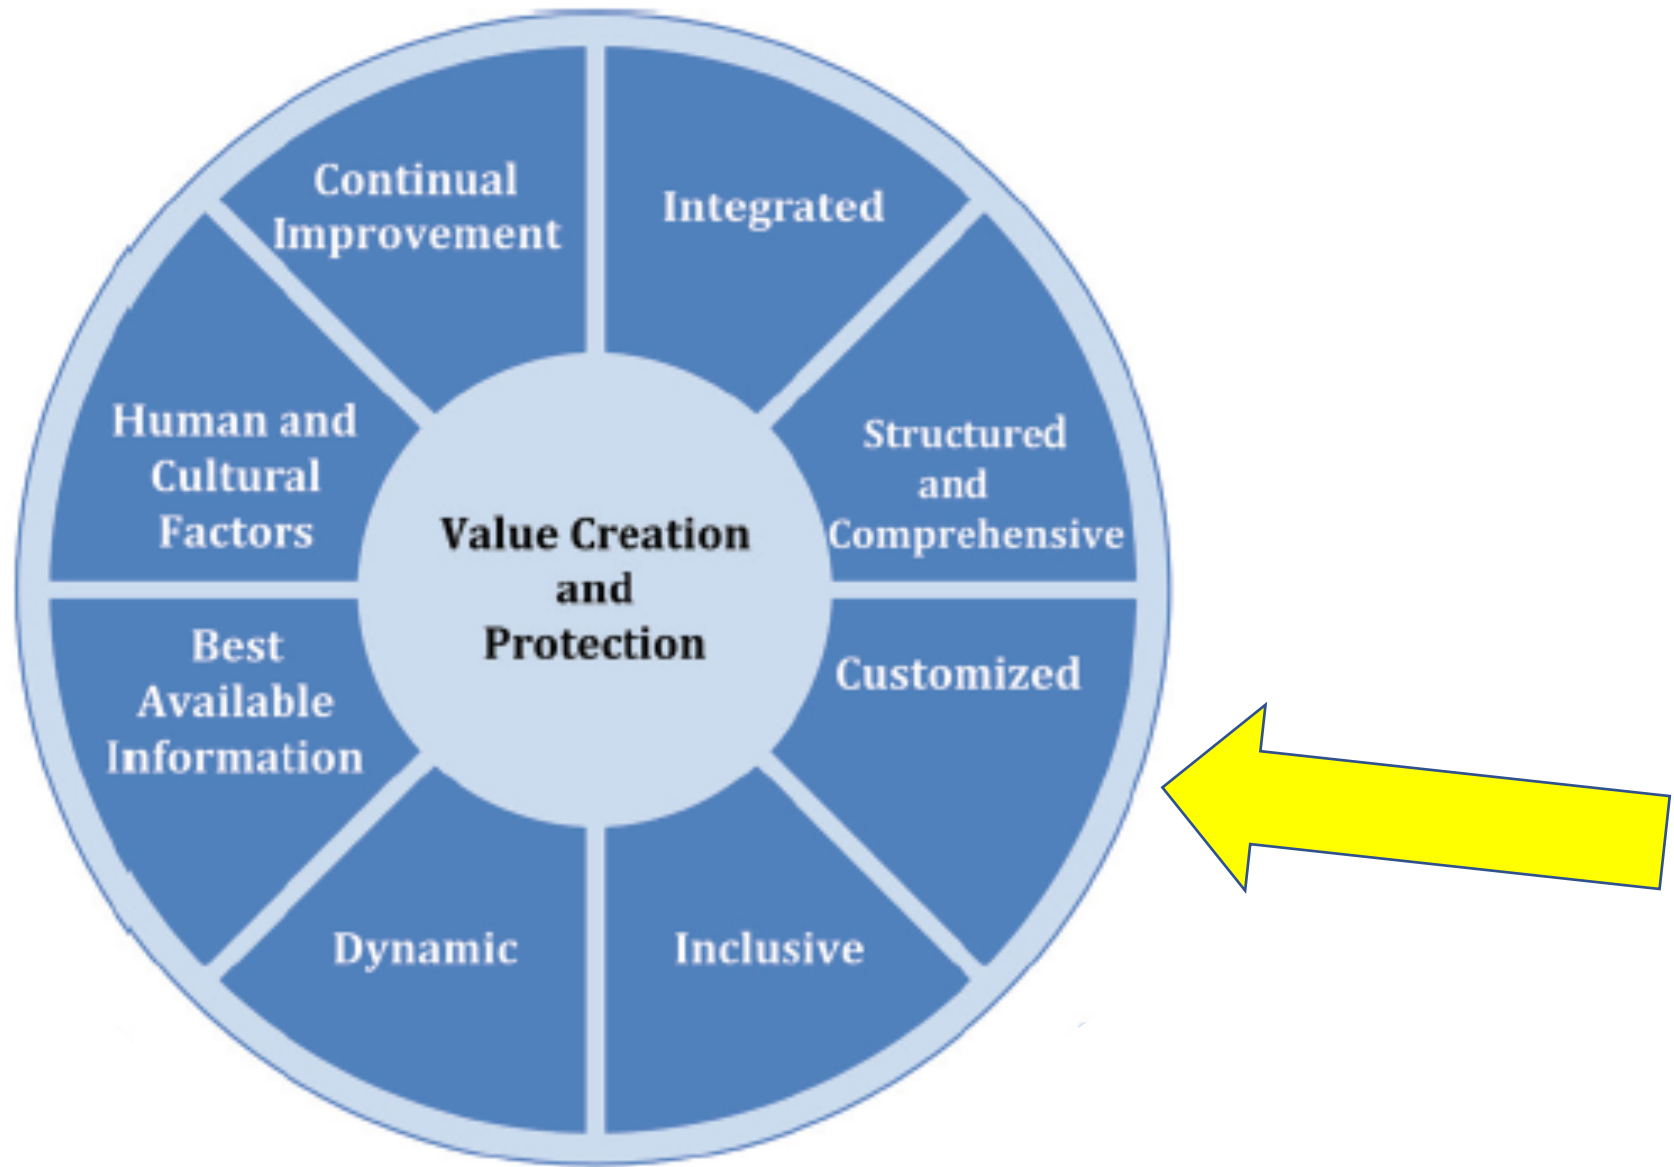 Continual
Improvement
Integrated
Human and
Cultural
Factors
Structured
and
Comprehensive
Value Creation
and
Protection
Best
Available
Information
Customized
Dynamic
Inclusive